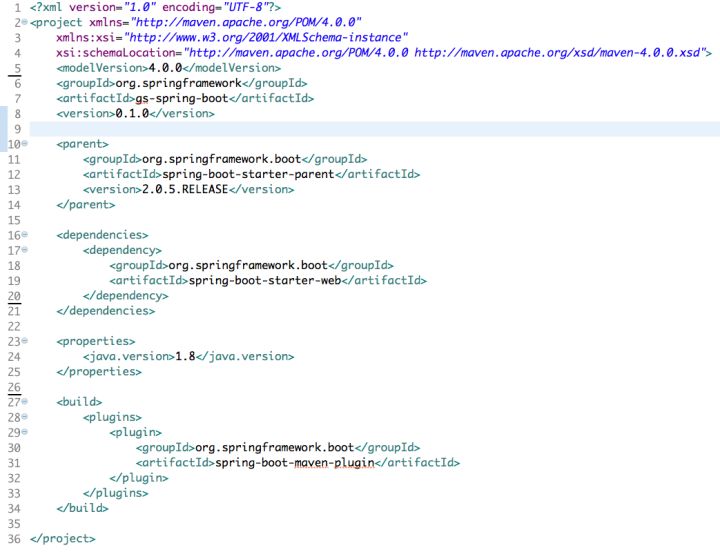 1 <?xml version="1.0" encoding="UTF-8"?>
2 <project xmlns="http://maven.apache.org/POM/4.0.0"
3     xmlns:xsi="http://www.w3.org/2001/XMLSchema-instance"
4     xsi:schemaLocation="http://maven.apache.org/POM/4.0.0 http://maven.apache.org/xsd/maven-4.0.0.xsd">
5     <modelVersion>4.0.0</modelVersion>
6     <groupId>org.springframework</groupId>
7     <artifactId>gs-spring-boot</artifactId>
8     <version>0.1.0</version>
9
10     <parent>
11         <groupId>org.springframework.boot</groupId>
12         <artifactId>spring-boot-starter-parent</artifactId>
13         <version>2.0.5.RELEASE</version>
14     </parent>
15
16     <dependencies>
17         <dependency>
18             <groupId>org.springframework.boot</groupId>
19             <artifactId>spring-boot-starter-web</artifactId>
20         </dependency>
21     </dependencies>
22
23     <properties>
24         <java.version>1.8</java.version>
25     </properties>
26
27     <build>
28         <plugins>
29             <plugin>
30                 <groupId>org.springframework.boot</groupId>
31                 <artifactId>spring-boot-maven-plugin</artifactId>
32             </plugin>
33         </plugins>
34     </build>
35
36 </project>